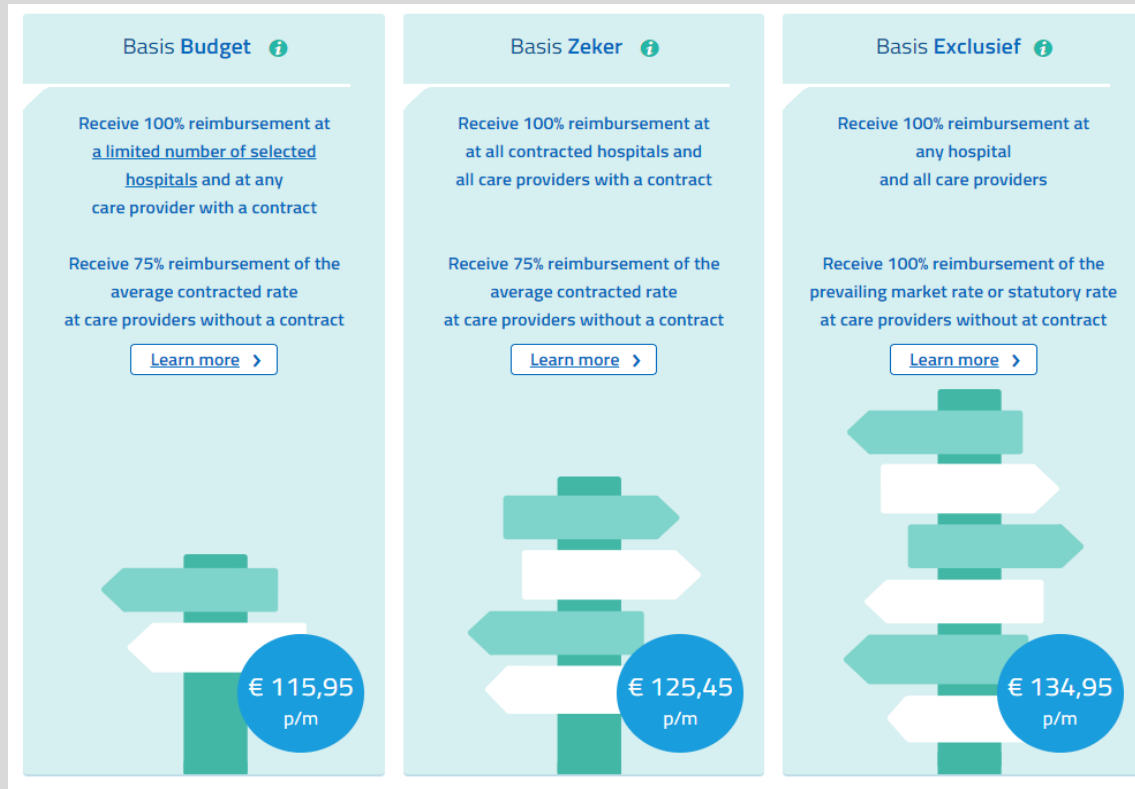 Basis Budget
Receive 100% reimbursement at
a limited number of selected
hospitals and at any
care provider with a contract
Receive 75% reimbursement of the
average contracted rate
at care providers without a contract
Learn more
€ 115,95
p/m
Basis Zeker
Receive 100% reimbursement at
at all contracted hospitals and
all care providers with a contract
Receive 75% reimbursement of the
average contracted rate
at care providers without a contract
Learn more
€ 125,45
p/m
Basis Exclusief
Receive 100% reimbursement at
any hospital
and all care providers
Receive 100% reimbursement of the
prevailing market rate or statutory rate
at care providers without at contract
Learn more
€ 134,95
p/m